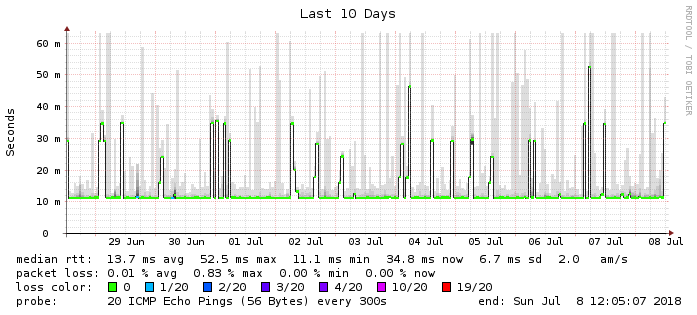 Last 10 Days
RRDTOOL / TOBI OETIKER
Seconds
60 m
50 m
40 m
30 m
20 m
10 m
0
29 Jun 30 Jun 01 Jul 02 Jul 03 Jul 04 Jul 05 Jul 06 Jul 07 Jul 08 Jul
median rtt: 13.7 ms avg 52.5 ms max 11.1 ms min 34.8 ms now 6.7 ms sd 2.0 am/s
packet loss: 0.01 % avg 0.83 % max 0.00 % min 0.00 % now
loss color: 0 1/20 2/20 3/20 4/20 10/20 19/20
probe: 20 ICMP Echo Pings (56 Bytes) every 300s end: Sun Jul 8 12:05:07 2018